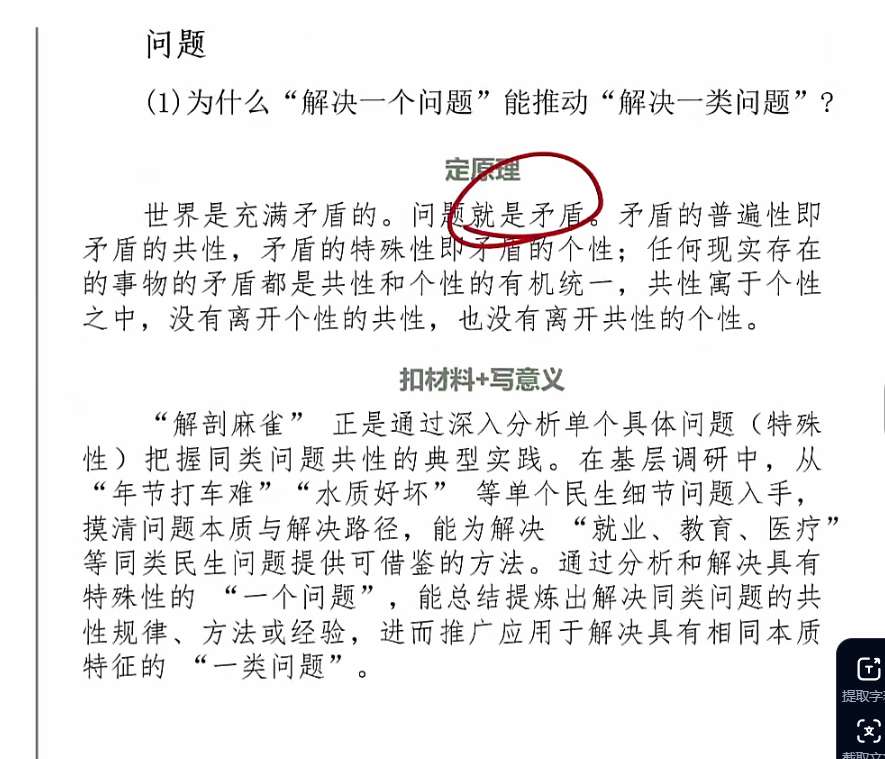 问题
(1)为什么“解决一个问题”能推动“解决一类问题”?
定原理
世界是充满矛盾的。问题就是矛盾。矛盾的普遍性即
矛盾的共性，矛盾的特殊性即矛盾的个性；任何现实存在
的事物的矛盾都是共性和个性的有机统一，共性寓于个性
之中，没有离开个性的共性，也没有离开共性的个性。
扣材料+写意义
“解剖麻雀” 正是通过深入分析单个具体问题（特殊
性）把握同类问题共性的典型实践。在基层调研中，从
“年节打车难”“水质好坏” 等单个民生细节问题入手，
摸清问题本质与解决路径，能为解决 “就业、教育、医疗”
等同类民生问题提供可借鉴的方法。通过分析和解决具有
特殊性的 “一个问题”，能总结提炼出解决同类问题的共
性规律、方法或经验，进而推广应用于解决具有相同本质
特征的 “一类问题”。
提取字